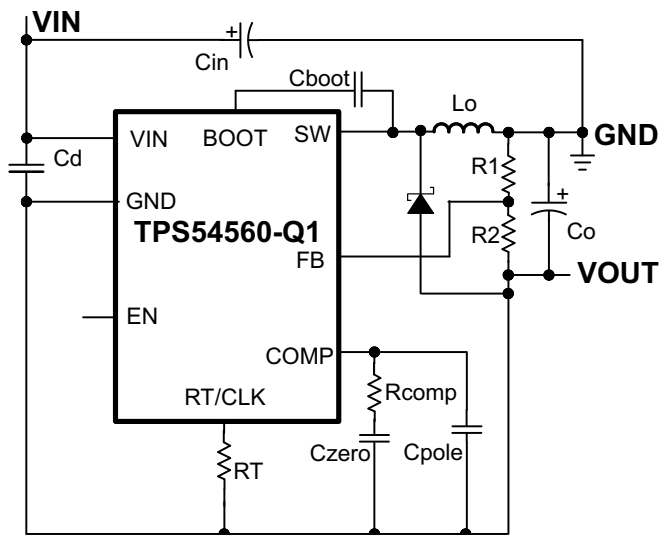 VIN
+
Cin
Cboot
Lo
VIN
BOOT
SW
GND
Cd
R1
GND
+
TPS54560-Q1
R2
Co
FB
VOUT
EN
COMP
RT/CLK
Rcomp
RT
Czero
Cpole